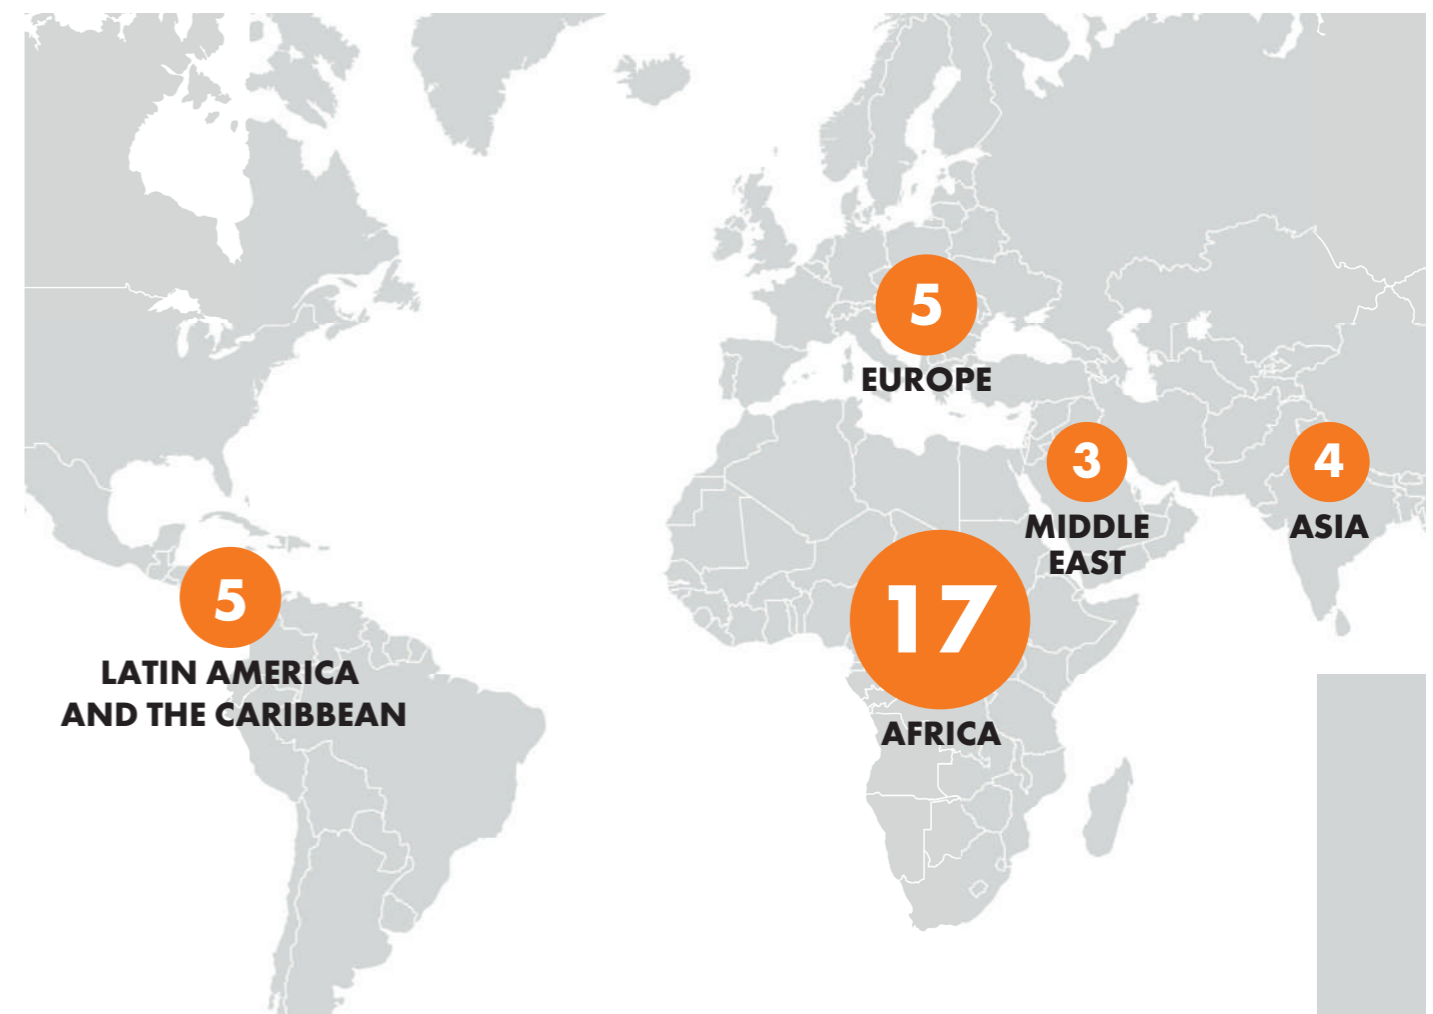 5
EUROPE
3
MIDDLE
EAST
4
ASIA
5
LATIN AMERICA
AND THE CARIBBEAN
17
AFRICA